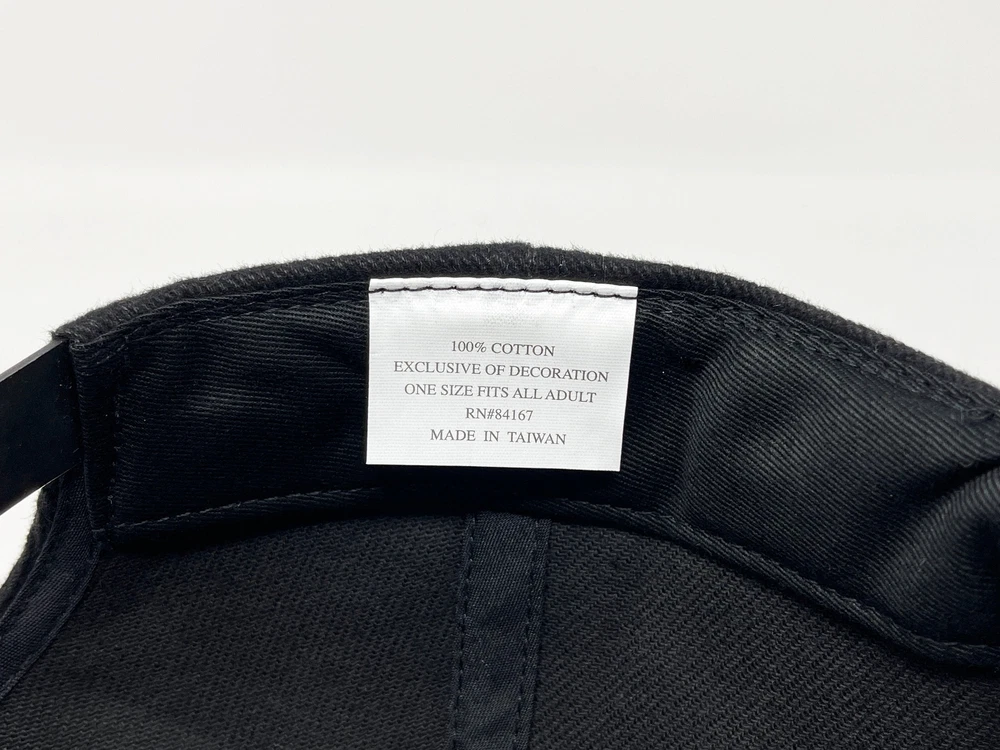 100% COTTON
EXCLUSIVE OF DECORATION
ONE SIZE FITS ALL ADULT
RN#84167
MADE IN TAIWAN